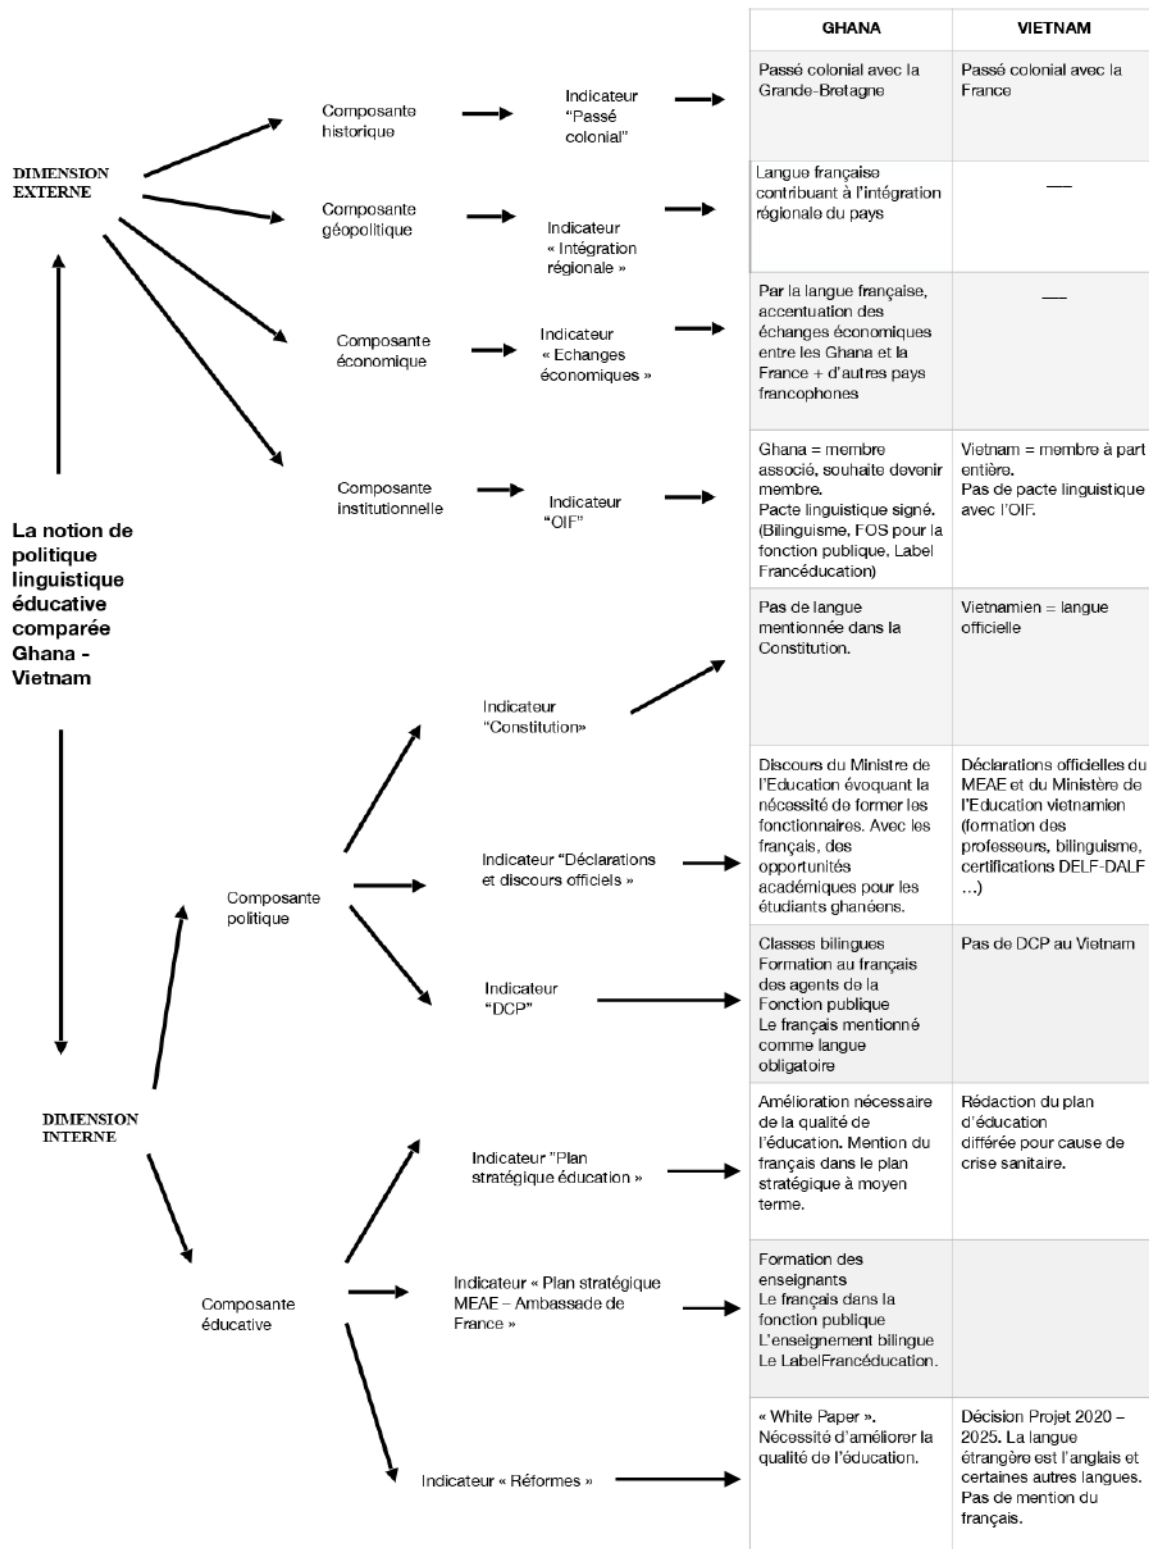 GHANA
VIETNAM
Passé colonial avec la
Grande-Bretagne
Passé colonial avec la
France
Indicateur
“Passé
colonial”
Composante
historique
DIMENSION
EXTERNE
Langue française
contribuant à l’intégration
régionale du pays
___
Composante
géopolitique
Indicateur
« Intégration
régionale »
Par la langue française,
accentuation des
échanges économiques
entre les Ghana et la
France + d’autres pays
francophones
___
Composante
économique
Indicateur
« Echanges
économiques »
Ghana = membre
associé, souhaite devenir
membre.
Pacte linguistique signé.
(Bilinguisme, FOS pour la
fonction publique, Label
Francéducation)
Vietnam = membre à part
entière.
Pas de pacte linguistique
avec l’OIF.
Composante
institutionnelle
Indicateur
“OIF”
La notion de
politique
linguistique
éducative
comparée
Ghana -
Vietnam
Pas de langue
mentionnée dans la
Constitution.
Vietnamien = langue
officielle
Indicateur
“Constitution»
Discours du Ministre de
l’Education évoquant la
nécessité de former les
fonctionnaires. Avec les
français, des
opportunités
académiques pour les
étudiants ghanéens.
Déclarations officielles du
MEAE et du Ministère de
l’Education vietnamien
(formation des
professeurs, bilinguisme,
certifications DELF-DALF
…)
Indicateur “Déclarations
et discours officiels »
Composante
politique
Classes bilingues
Formation au français
des agents de la
Fonction publique
Le français mentionné
comme langue
obligatoire
Pas de DCP au Vietnam
Indicateur
“DCP”
DIMENSION
INTERNE
Amélioration nécessaire
de la qualité de
l’éducation. Mention du
français dans le plan
stratégique à moyen
terme.
Rédaction du plan
d’éducation
différée pour cause de
crise sanitaire.
Indicateur ”Plan
stratégique éducation »
Formation des
enseignants
Le français dans la
fonction publique
L’enseignement bilingue
Le LabelFrancéducation.
Indicateur « Plan stratégique
MEAE – Ambassade de
France »
Composante
éducative
« White Paper ».
Nécessité d’améliorer la
qualité de l’éducation.
Décision Projet 2020 –
2025. La langue
étrangère est l’anglais et
certaines autres langues.
Pas de mention du
français.
Indicateur « Réformes »